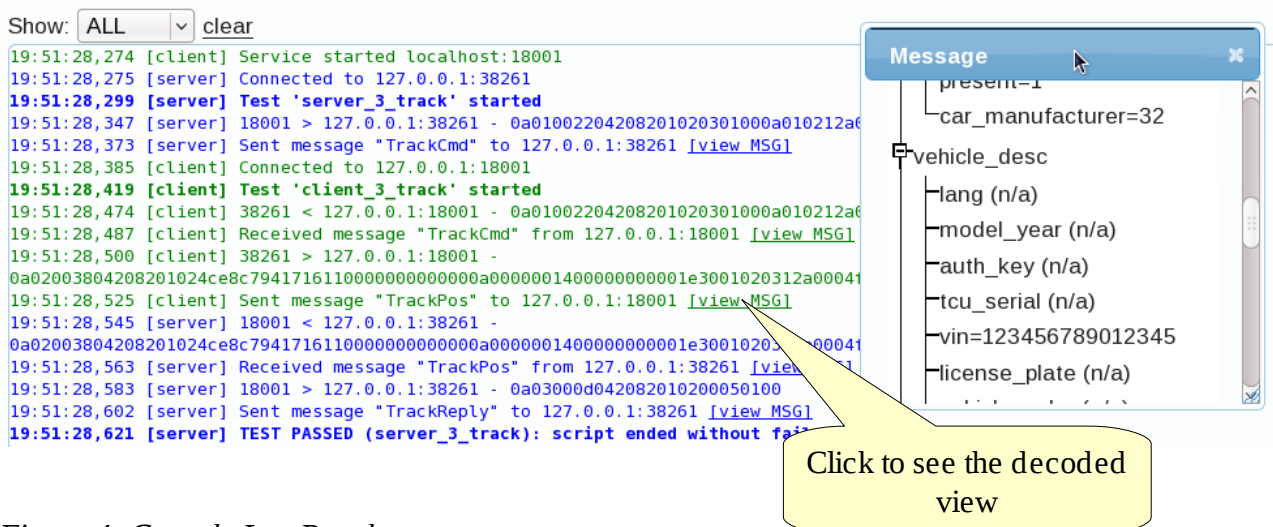 Show: ALL clear
19:51:28,274 [client] Service started localhost:18001
19:51:28,275 [server] Connected to 127.0.0.1:38261
19:51:28,299 [server] Test 'server_3_track' started
19:51:28,347 [server] 18001 > 127.0.0.1:38261 -
19:51:28,373 [server] Sent message "TrackCmd" to 127.0.0.1:38261 [view MSG]
19:51:28,385 [client] Connected to 127.0.0.1:18001
19:51:28,419 [client] Test 'client_3_track' started
19:51:28,474 [client] 38261 < 127.0.0.1:18001 -
19:51:28,487 [client] Received message "TrackCmd" from 127.0.0.1:18001 [view MSG]
19:51:28,500 [client] 38261 > 127.0.0.1:18001 -
19:51:28,525 [client] Sent message "TrackPos" to 127.0.0.1:18001 [view MSG]
19:51:28,545 [server] 18001 < 127.0.0.1:38261 -
19:51:28,563 [server] Received message "TrackPos" from 127.0.0.1:38261
19:51:28,583 [server] 18001 > 127.0.0.1:38261 - 0a03000d042082010200050100
19:51:28,602 [server] Sent message "TrackReply" to 127.0.0.1:38261 [view MSG]
19:51:28,621 [server] TEST PASSED (server_3_track): script ended without
Message
present=1
car_manufacturer=32
vehicle_desc
lang (n/a)
model_year (n/a)
auth_key (n/a)
tcu_serial (n/a)
vin=123456789012345
license_plate (n/a)
Click to see the decoded
view